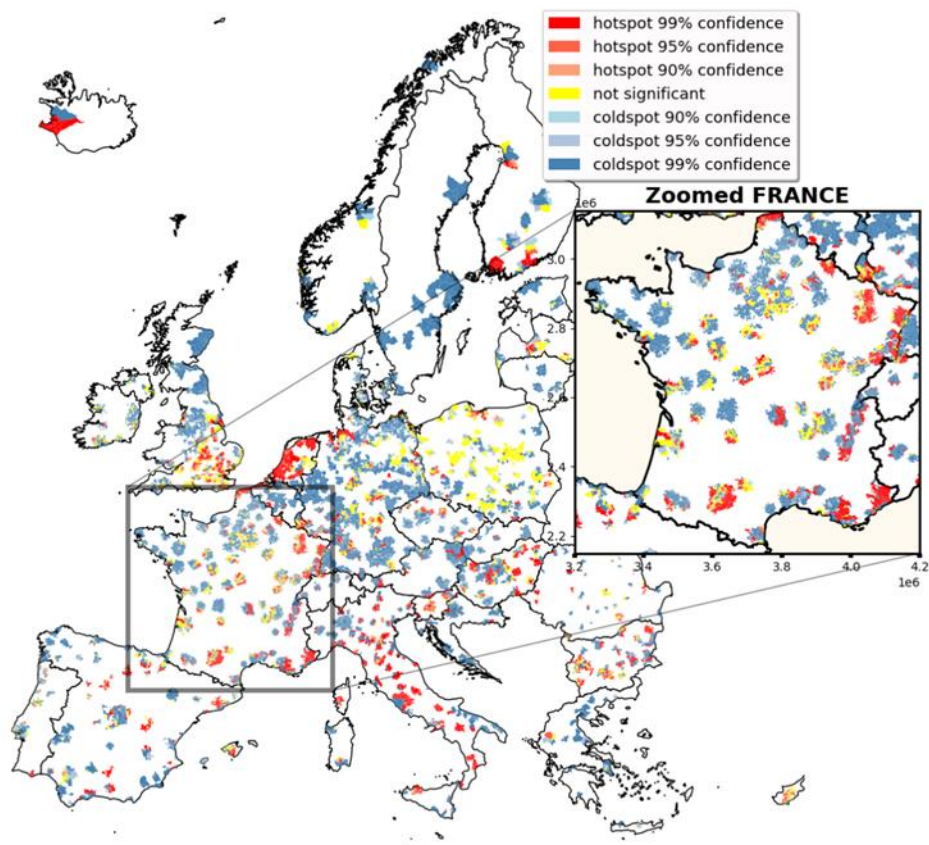 hotspot 99% confidence
hotspot 95% confidence
hotspot 90% confidence
not significant
coldspot 90% confidence
coldspot 95% confidence
coldspot 99% confidence
Zoomed FRANCE
1e6
3.0
2.8
2.6
2.4
2.2
3.2 3.4 3.6 3.8 4.0 4.2
1e6